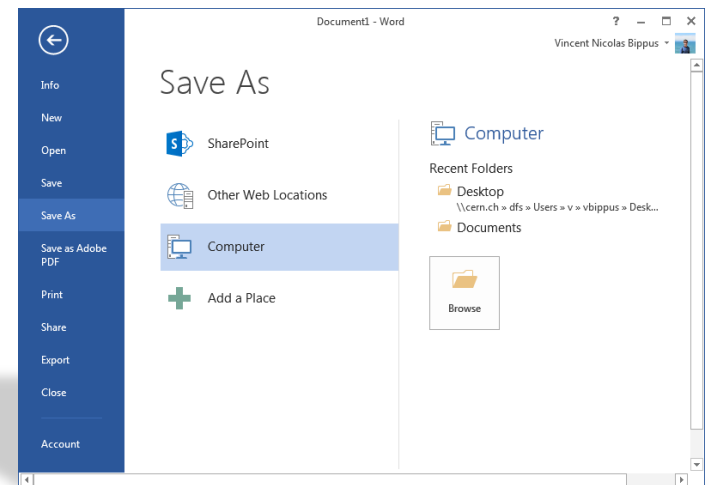 Document1 - Word
?
Vincent Nicolas Bippus
Info
New
Open
Save
Save As
Save as Adobe
PDF
Print
Share
Export
Close
Account
Save As
S
SharePoint
Other Web Locations
Computer
Add a Place
Computer
Recent Folders
Desktop
\\cern.ch » dfs » Users » v » vbippus » Desk...
Documents
Browse